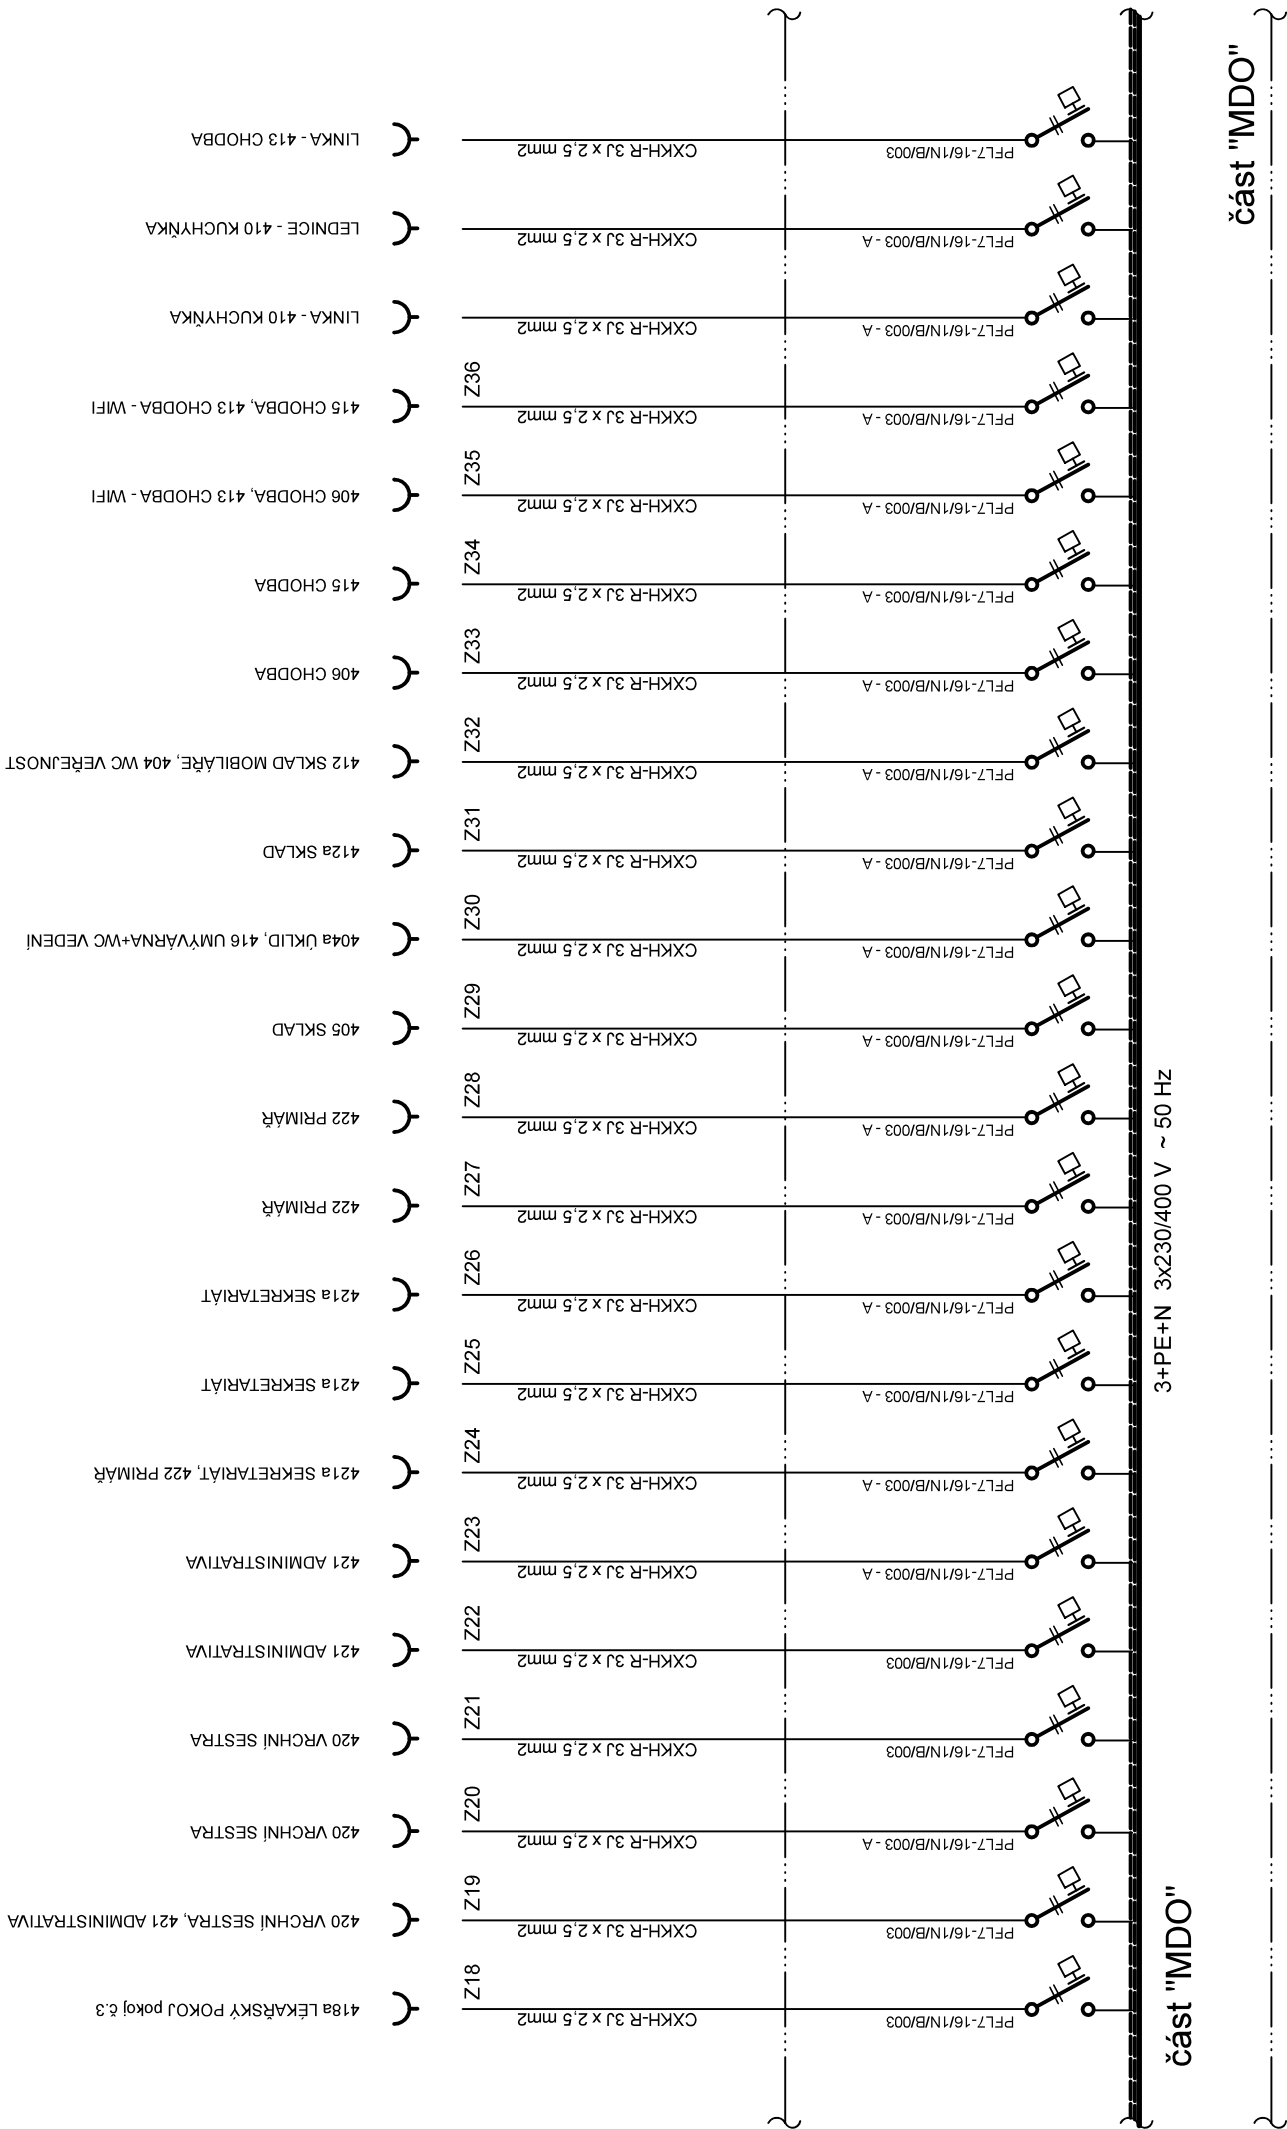 LINKA - 413 CHODBA
CXKH-R 3J x 2,5 mm2
PFL7-16/1N/B/003
LEDNICE - 410 KUCHYŇKA
CXKH-R 3J x 2,5 mm2
PFL7-16/1N/B/003 - A
LINKA - 410 KUCHYŇKA
CXKH-R 3J x 2,5 mm2
PFL7-16/1N/B/003 - A
415 CHODBA, 413 CHODBA - WIFI
Z36
CXKH-R 3J x 2,5 mm2
PFL7-16/1N/B/003 - A
406 CHODBA, 413 CHODBA - WIFI
Z35
CXKH-R 3J x 2,5 mm2
PFL7-16/1N/B/003 - A
415 CHODBA
Z34
CXKH-R 3J x 2,5 mm2
PFL7-16/1N/B/003 - A
406 CHODBA
Z33
CXKH-R 3J x 2,5 mm2
PFL7-16/1N/B/003 - A
412 SKLAD MOBILÁŘE, 404 WC VEŘEJNOST
Z32
CXKH-R 3J x 2,5 mm2
PFL7-16/1N/B/003 - A
412a SKLAD
Z31
CXKH-R 3J x 2,5 mm2
PFL7-16/1N/B/003 - A
404a ÚKLID, 416 UMÝVÁRNA+WC VEDENÍ
Z30
CXKH-R 3J x 2,5 mm2
PFL7-16/1N/B/003 - A
405 SKLAD
Z29
CXKH-R 3J x 2,5 mm2
PFL7-16/1N/B/003 - A
422 PRIMÁŘ
Z28
CXKH-R 3J x 2,5 mm2
PFL7-16/1N/B/003 - A
422 PRIMÁŘ
Z27
CXKH-R 3J x 2,5 mm2
PFL7-16/1N/B/003 - A
421a SEKRETARIÁT
Z26
CXKH-R 3J x 2,5 mm2
PFL7-16/1N/B/003 - A
421a SEKRETARIÁT
Z25
CXKH-R 3J x 2,5 mm2
PFL7-16/1N/B/003 - A
421a SEKRETARIÁT, 422 PRIMÁŘ
Z24
CXKH-R 3J x 2,5 mm2
PFL7-16/1N/B/003 - A
421 ADMINISTRATIVA
Z23
CXKH-R 3J x 2,5 mm2
PFL7-16/1N/B/003 - A
421 ADMINISTRATIVA
Z22
CXKH-R 3J x 2,5 mm2
PFL7-16/1N/B/003
420 VRCHNÍ SESTRA
Z21
CXKH-R 3J x 2,5 mm2
PFL7-16/1N/B/003
420 VRCHNÍ SESTRA
Z20
CXKH-R 3J x 2,5 mm2
PFL7-16/1N/B/003 - A
420 VRCHNÍ SESTRA, 421 ADMINISTRATIVA
Z19
CXKH-R 3J x 2,5 mm2
PFL7-16/1N/B/003
418a LÉKAŘSKÝ POKOJ pokoj č.3
Z18
CXKH-R 3J x 2,5 mm2
PFL7-16/1N/B/003
3+PE+N 3x230/400 V ~ 50 Hz
část "MDO"
část "MDO"